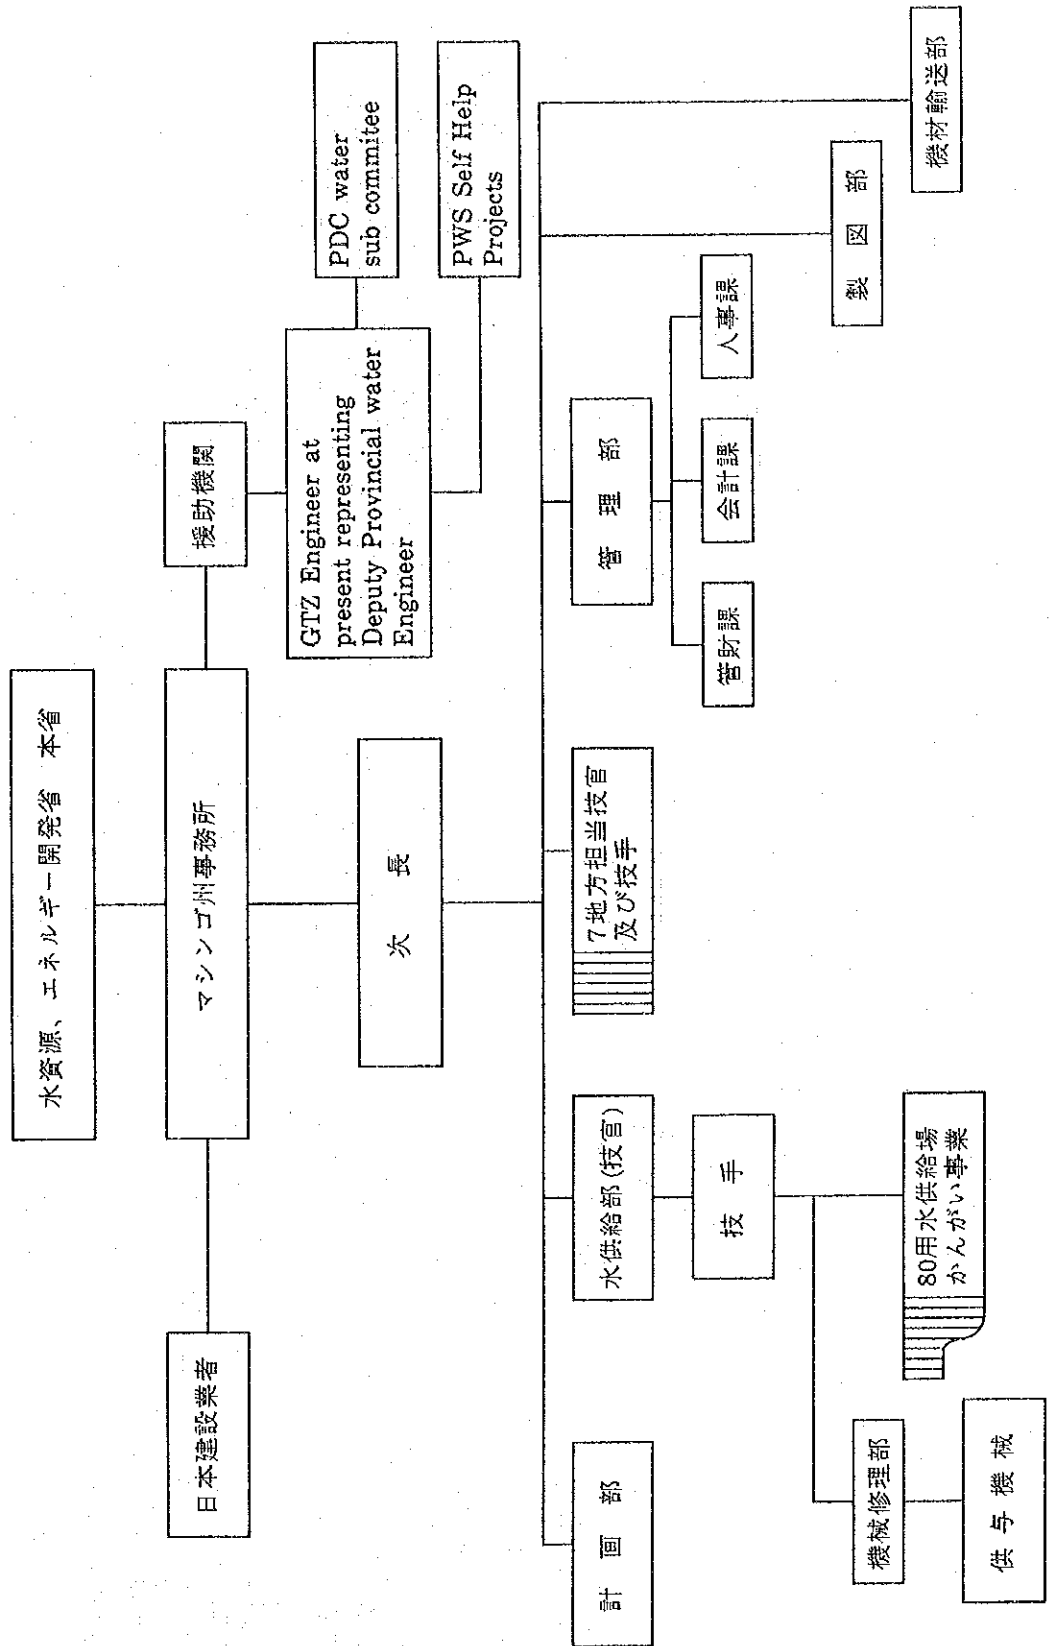 水資源、エネルギー開発省 本省
日本建設業者
マシンゴ州事務所
援助機関
GTZ Engineer at
present representing
Deputy Provincial water
Engineer
PDC water
sub commitee
PWS Self Help
Projects
次長
計画部
水供給部(技官)
7地方担当技官
及び技手
管理部
技手
管財課
会計課
人事課
製図部
機材輸送部
機械修理部
80用水供給場
かんがい事業
供与機械